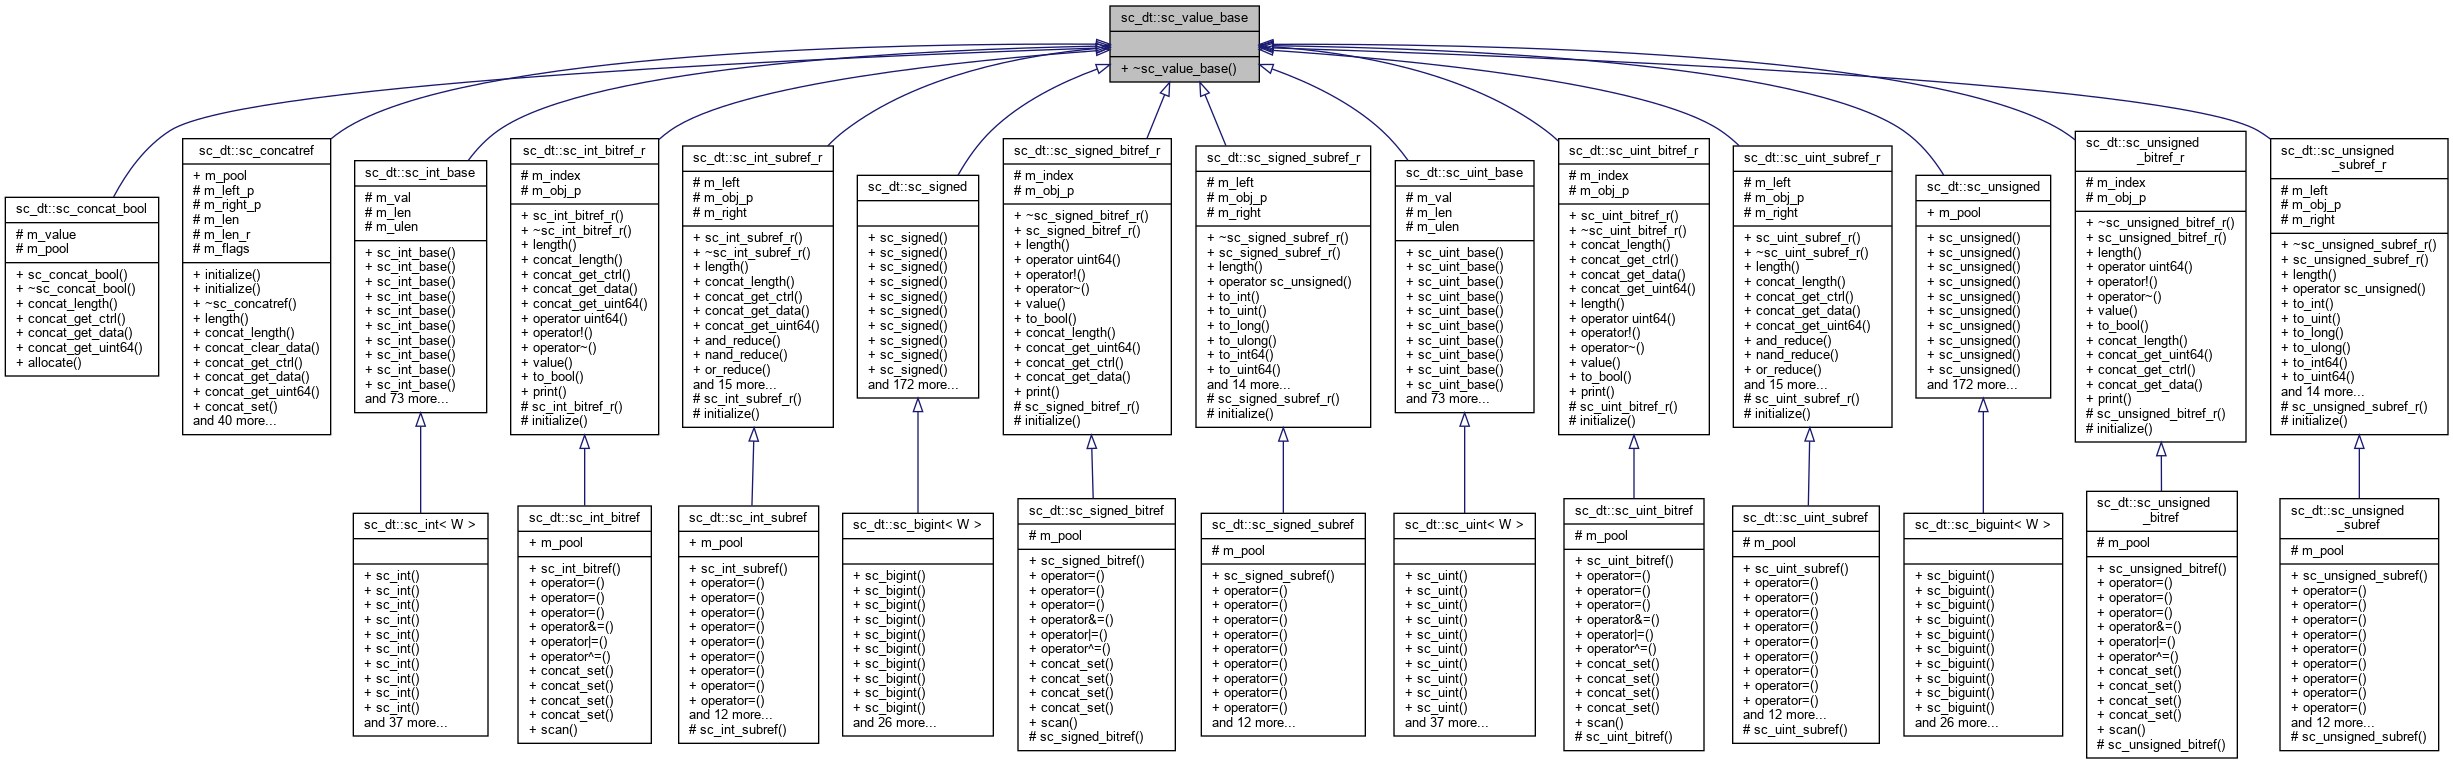 sc_dt::sc_value_base
+ ~sc_value_base()
sc_dt::sc_concat_bool
# m_value
# m_pool
+ sc_concat_bool()
+ ~sc_concat_bool()
+ concat_length()
+ concat_get_ctrl()
+ concat_get_data()
+ concat_get_uint64()
+ allocate()
sc_dt::sc_concatref
+ m_pool
# m_left_p
# m_right_p
# m_len
# m_len_r
# m_flags
+ initialize()
+ initialize()
+ ~sc_concatref()
+ length()
+ concat_length()
+ concat_clear_data()
+ concat_get_ctrl()
+ concat_get_data()
+ concat_get_uint64()
+ concat_set()
and 40 more...
sc_dt::sc_int_base
# m_val
# m_len
# m_ulen
+ sc_int_base()
+ sc_int_base()
+ sc_int_base()
+ sc_int_base()
+ sc_int_base()
+ sc_int_base()
+ sc_int_base()
+ sc_int_base()
+ sc_int_base()
+ sc_int_base()
and 73 more...
sc_dt::sc_int_bitref_r
# m_index
# m_obj_p
+ sc_int_bitref_r()
+ ~sc_int_bitref_r()
+ length()
+ concat_length()
+ concat_get_ctrl()
+ concat_get_data()
+ concat_get_uint64()
+ operator uint64()
+ operator!()
+ operator~()
+ value()
+ to_bool()
+ print()
# sc_int_bitref_r()
# initialize()
sc_dt::sc_int_subref_r
# m_left
# m_obj_p
# m_right
+ sc_int_subref_r()
+ ~sc_int_subref_r()
+ length()
+ concat_length()
+ concat_get_ctrl()
+ concat_get_data()
+ concat_get_uint64()
+ and_reduce()
+ nand_reduce()
+ or_reduce()
and 15 more...
# sc_int_subref_r()
# initialize()
sc_dt::sc_signed
+ sc_signed()
+ sc_signed()
+ sc_signed()
+ sc_signed()
+ sc_signed()
+ sc_signed()
+ sc_signed()
+ sc_signed()
+ sc_signed()
+ sc_signed()
and 172 more...
sc_dt::sc_signed_bitref_r
# m_index
# m_obj_p
+ ~sc_signed_bitref_r()
+ sc_signed_bitref_r()
+ length()
+ operator uint64()
+ operator!()
+ operator~()
+ value()
+ to_bool()
+ concat_length()
+ concat_get_uint64()
+ concat_get_ctrl()
+ concat_get_data()
+ print()
# sc_signed_bitref_r()
# initialize()
sc_dt::sc_signed_subref_r
# m_left
# m_obj_p
# m_right
+ ~sc_signed_subref_r()
+ sc_signed_subref_r()
+ length()
+ operator sc_unsigned()
+ to_int()
+ to_uint()
+ to_long()
+ to_ulong()
+ to_int64()
+ to_uint64()
and 14 more...
# sc_signed_subref_r()
# initialize()
sc_dt::sc_uint_base
# m_val
# m_len
# m_ulen
+ sc_uint_base()
+ sc_uint_base()
+ sc_uint_base()
+ sc_uint_base()
+ sc_uint_base()
+ sc_uint_base()
+ sc_uint_base()
+ sc_uint_base()
+ sc_uint_base()
+ sc_uint_base()
and 73 more...
sc_dt::sc_uint_bitref_r
# m_index
# m_obj_p
+ sc_uint_bitref_r()
+ ~sc_uint_bitref_r()
+ concat_length()
+ concat_get_ctrl()
+ concat_get_data()
+ concat_get_uint64()
+ length()
+ operator uint64()
+ operator!()
+ operator~()
+ value()
+ to_bool()
+ print()
# sc_uint_bitref_r()
# initialize()
sc_dt::sc_uint_subref_r
# m_left
# m_obj_p
# m_right
+ sc_uint_subref_r()
+ ~sc_uint_subref_r()
+ length()
+ concat_length()
+ concat_get_ctrl()
+ concat_get_data()
+ concat_get_uint64()
+ and_reduce()
+ nand_reduce()
+ or_reduce()
and 15 more...
# sc_uint_subref_r()
# initialize()
sc_dt::sc_unsigned
+ m_pool
+ sc_unsigned()
+ sc_unsigned()
+ sc_unsigned()
+ sc_unsigned()
+ sc_unsigned()
+ sc_unsigned()
+ sc_unsigned()
+ sc_unsigned()
+ sc_unsigned()
+ sc_unsigned()
and 172 more...
sc_dt::sc_unsigned
_bitref_r
# m_index
# m_obj_p
+ ~sc_unsigned_bitref_r()
+ sc_unsigned_bitref_r()
+ length()
+ operator uint64()
+ operator!()
+ operator~()
+ value()
+ to_bool()
+ concat_length()
+ concat_get_uint64()
+ concat_get_ctrl()
+ concat_get_data()
+ print()
# sc_unsigned_bitref_r()
# initialize()
sc_dt::sc_unsigned
_subref_r
# m_left
# m_obj_p
# m_right
+ ~sc_unsigned_subref_r()
+ sc_unsigned_subref_r()
+ length()
+ operator sc_unsigned()
+ to_int()
+ to_uint()
+ to_long()
+ to_ulong()
+ to_int64()
+ to_uint64()
and 14 more...
# sc_unsigned_subref_r()
# initialize()
sc_dt::sc_int< W >
+ sc_int()
+ sc_int()
+ sc_int()
+ sc_int()
+ sc_int()
+ sc_int()
+ sc_int()
+ sc_int()
+ sc_int()
+ sc_int()
and 37 more...
sc_dt::sc_int_bitref
+ m_pool
+ sc_int_bitref()
+ operator=()
+ operator=()
+ operator=()
+ operator&=()
+ operator|=()
+ operator^=()
+ concat_set()
+ concat_set()
+ concat_set()
+ concat_set()
+ scan()
sc_dt::sc_int_subref
+ m_pool
+ sc_int_subref()
+ operator=()
+ operator=()
+ operator=()
+ operator=()
+ operator=()
+ operator=()
+ operator=()
+ operator=()
+ operator=()
and 12 more...
# sc_int_subref()
sc_dt::sc_bigint< W >
+ sc_bigint()
+ sc_bigint()
+ sc_bigint()
+ sc_bigint()
+ sc_bigint()
+ sc_bigint()
+ sc_bigint()
+ sc_bigint()
+ sc_bigint()
+ sc_bigint()
and 26 more...
sc_dt::sc_signed_bitref
# m_pool
+ sc_signed_bitref()
+ operator=()
+ operator=()
+ operator=()
+ operator&=()
+ operator|=()
+ operator^=()
+ concat_set()
+ concat_set()
+ concat_set()
+ concat_set()
+ scan()
# sc_signed_bitref()
sc_dt::sc_signed_subref
# m_pool
+ sc_signed_subref()
+ operator=()
+ operator=()
+ operator=()
+ operator=()
+ operator=()
+ operator=()
+ operator=()
+ operator=()
+ operator=()
and 12 more...
sc_dt::sc_uint< W >
+ sc_uint()
+ sc_uint()
+ sc_uint()
+ sc_uint()
+ sc_uint()
+ sc_uint()
+ sc_uint()
+ sc_uint()
+ sc_uint()
+ sc_uint()
and 37 more...
sc_dt::sc_uint_bitref
# m_pool
+ sc_uint_bitref()
+ operator=()
+ operator=()
+ operator=()
+ operator&=()
+ operator|=()
+ operator^=()
+ concat_set()
+ concat_set()
+ concat_set()
+ concat_set()
+ scan()
# sc_uint_bitref()
sc_dt::sc_uint_subref
# m_pool
+ sc_uint_subref()
+ operator=()
+ operator=()
+ operator=()
+ operator=()
+ operator=()
+ operator=()
+ operator=()
+ operator=()
+ operator=()
and 12 more...
# sc_uint_subref()
sc_dt::sc_biguint< W >
+ sc_biguint()
+ sc_biguint()
+ sc_biguint()
+ sc_biguint()
+ sc_biguint()
+ sc_biguint()
+ sc_biguint()
+ sc_biguint()
+ sc_biguint()
+ sc_biguint()
and 26 more...
sc_dt::sc_unsigned
_bitref
# m_pool
+ sc_unsigned_bitref()
+ operator=()
+ operator=()
+ operator=()
+ operator&=()
+ operator|=()
+ operator^=()
+ concat_set()
+ concat_set()
+ concat_set()
+ concat_set()
+ scan()
# sc_unsigned_bitref()
sc_dt::sc_unsigned
_subref
# m_pool
+ sc_unsigned_subref()
+ operator=()
+ operator=()
+ operator=()
+ operator=()
+ operator=()
+ operator=()
+ operator=()
+ operator=()
+ operator=()
and 12 more...
# sc_unsigned_subref()